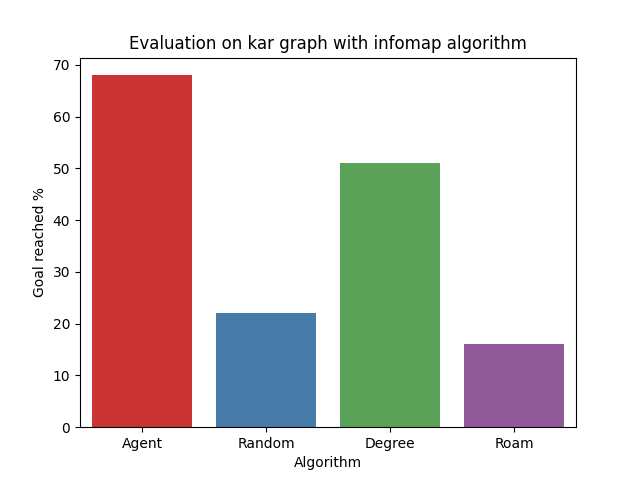 Evaluation on kar graph with infomap algorithm
Goal reached %
70
60
50
40
30
20
10
0
Agent Random Degree Roam
Algorithm